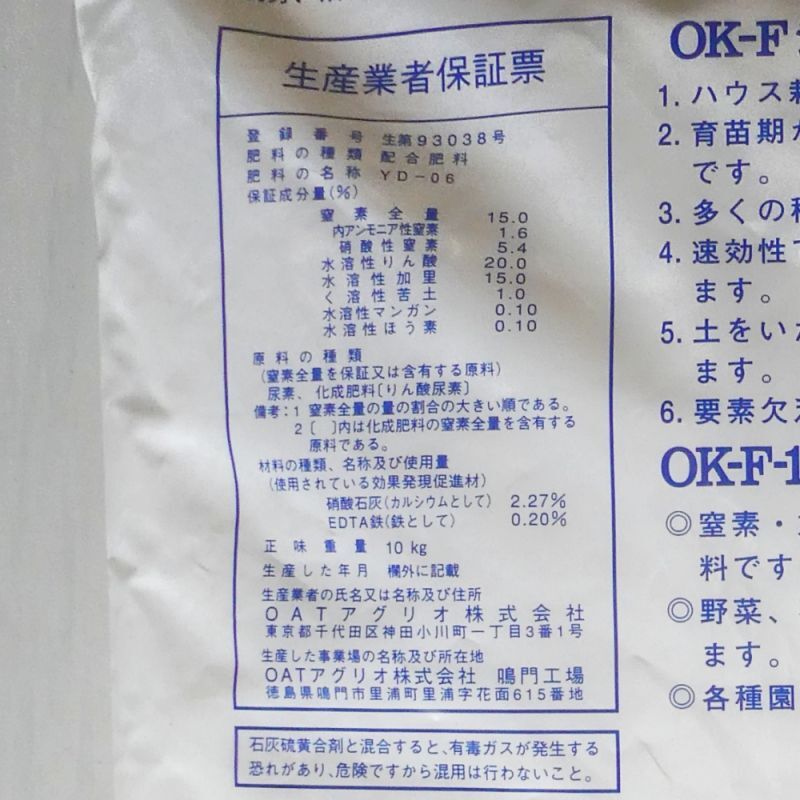 生産業者保証票
登録番号 生第93038号
肥料の種類 配合肥料
肥料の名称 YD-06
保証成分量(%)
窒素全量 15.0
内アンモニア性窒素 1.6
硝酸性窒素 5.4
水溶性りん酸 20.0
水溶性加里 15.0
く溶性苦土 1.0
水溶性マンガン 0.10
水溶性ほう素 0.10
原料の種類
(窒素全量を保証又は含有する原料)
尿素、化成肥料〔りん酸尿素〕
備考:1 窒素全量の量の割合の大きい順である。
2〔 〕内は化成肥料の窒素全量を含有する
原料である。
材料の種類、名称及び使用量
(使用されている効果発現促進材)
硝酸石灰(カルシウムとして) 2.27%
EDTA鉄(鉄として) 0.20%
正味重量 10kg
生産した年月 欄外に記載
生産業者の氏名又は名称及び住所
OATアグリオ株式会社
東京都千代田区神田小川町一丁目3番1号
生産した事業場の名称及び所在地
OATアグリオ株式会社 鳴門工場
徳島県鳴門市里浦町里浦字花面615番地
石灰硫黄合剤と混合すると、有毒ガスが発生する
恐れがあり、危険ですから混用は行わないこと。
OK-F
1. ハウス
2. 育苗期
です。
3. 多くの
4. 速効性
ます。
5. 土をい
ます。
6. 要素欠
OK-F-1
◎窒素・
料です
◎野菜、
ます。
◎各種園